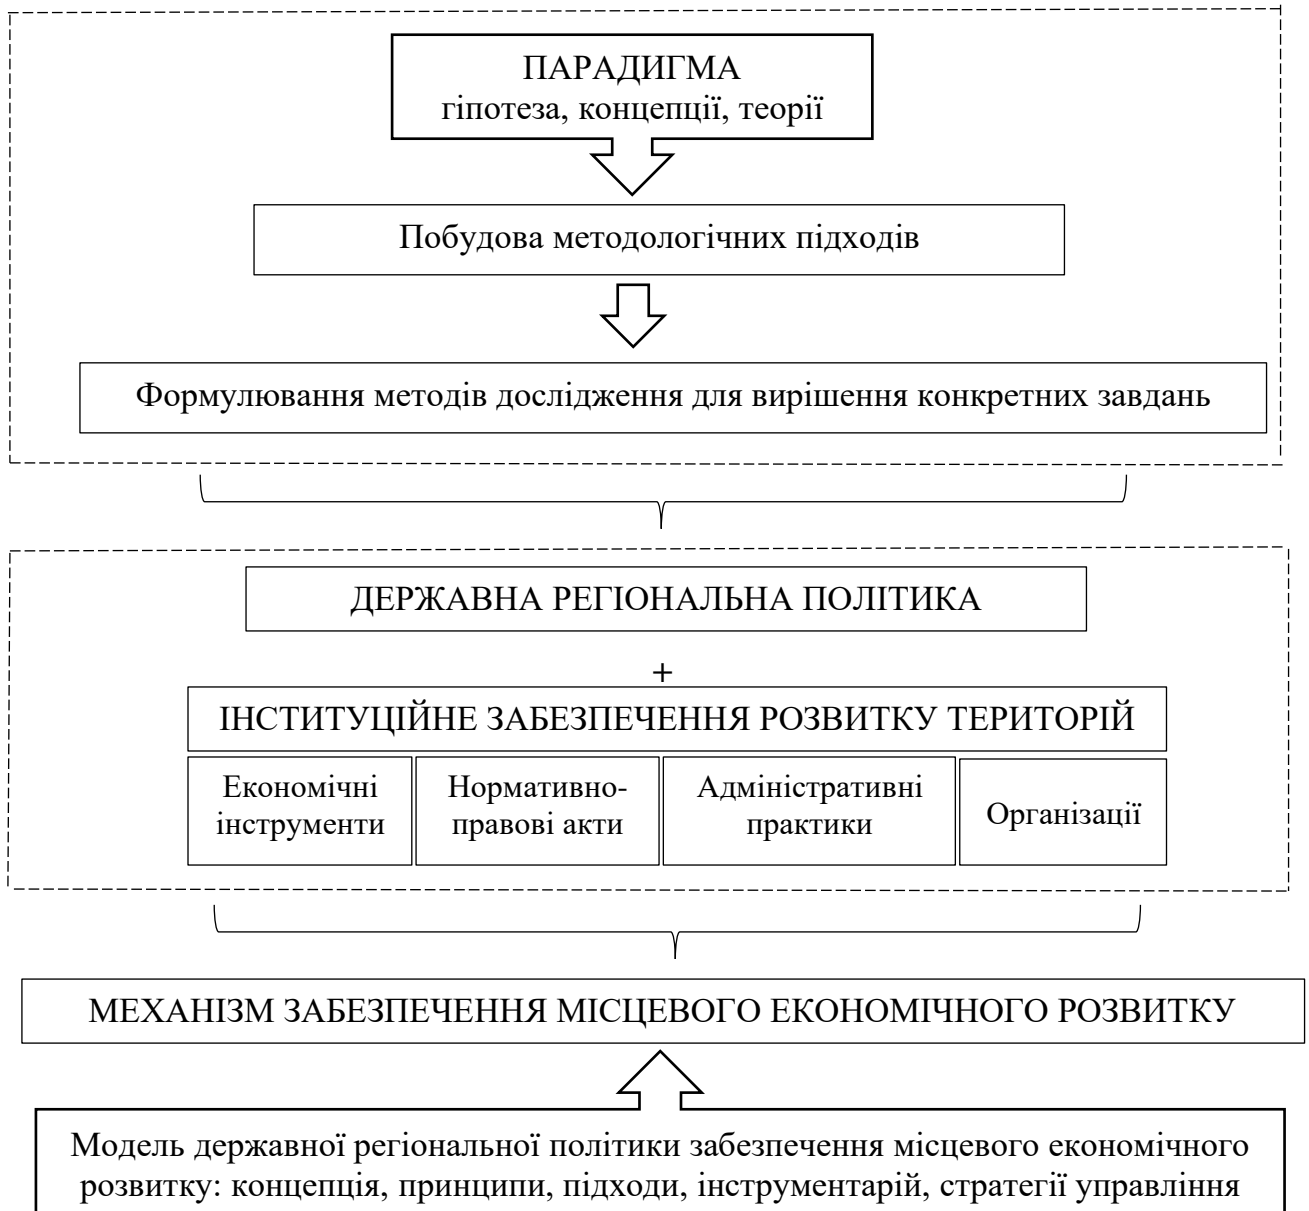 ПАРАДИГМА
гіпотеза, концепції, теорії
Побудова методологічних підходів
Формулювання методів дослідження для вирішення конкретних завдань
ДЕРЖАВНА РЕГІОНАЛЬНА ПОЛІТИКА
+
ІНСТИТУЦІЙНЕ ЗАБЕЗПЕЧЕННЯ РОЗВИТКУ ТЕРИТОРІЙ
Економічні
інструменти
Нормативно-
правові акти
Адміністративні
практики
Організації
МЕХАНІЗМ ЗАБЕЗПЕЧЕННЯ МІСЦЕВОГО ЕКОНОМІЧНОГО РОЗВИТКУ
Модель державної регіональної політики забезпечення місцевого економічного
розвитку: концепція, принципи, підходи, інструментарій, стратегії управління